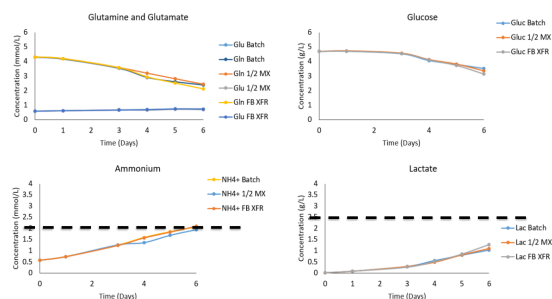 Glutamine and Glutamate
Concentration (mmol/L)
5
4
3
2
1
0
0 1 2 3 4 5 6
Time (Days)
Glu Batch
Gln Batch
Gln 1/2 MX
Glu 1/2 MX
Gln FB XFR
Glu FB XFR
Glucose
Concentration (g/L)
6
5
4
3
2
1
0
0 2 4 6
Time (Days)
Gluc Batch
Gluc 1/2 MX
Gluc FB XFR
Ammonium
Concentration (mmol/L)
4
3.5
3
2.5
2
1.5
1
0.5
0
0 2 4 6
Time (Days)
NH4+ Batch
NH4+ 1/2 MX
NH4+ FB XFR
Lactate
Concentration (g/L)
4
3.5
3
2.5
2
1.5
1
0.5
0
0 1 2 3 4 5 6
Time (Days)
Lac Batch
Lac 1/2 MX
Lac FB XFR